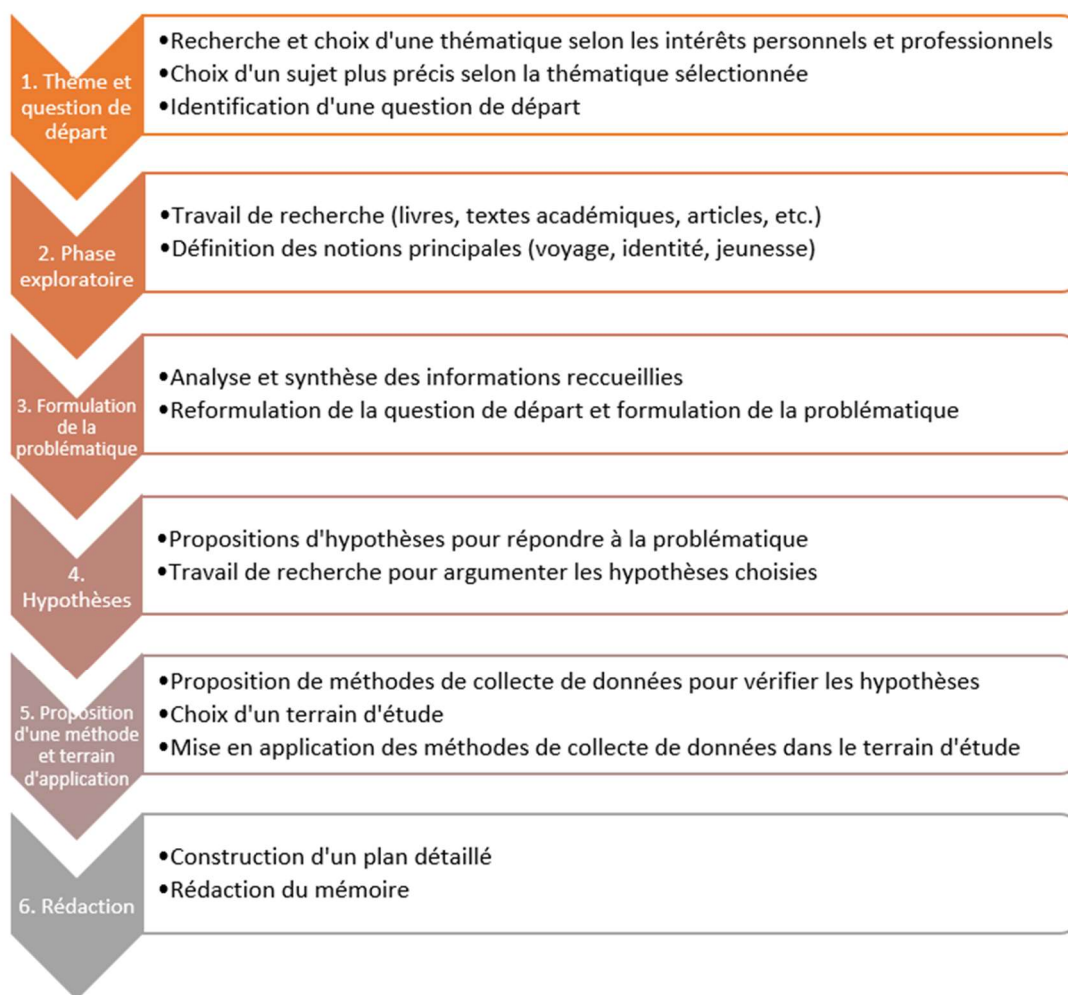 1. Thème et
question de
départ
•Recherche et choix d'une thématique selon les intérêts personnels et professionnels
•Choix d'un sujet plus précis selon la thématique sélectionnée
•Identification d'une question de départ
2. Phase
exploratoire
•Travail de recherche (livres, textes académiques, articles, etc.)
•Définition des notions principales (voyage, identité, jeunesse)
3. Formulation
de la
problématique
•Analyse et synthèse des informations reccueillies
•Reformulation de la question de départ et formulation de la problématique
4.
Hypothèses
•Propositions d'hypothèses pour répondre à la problématique
•Travail de recherche pour argumenter les hypothèses choisies
5. Proposition
d'une méthode
et terrain
d'application
•Proposition de méthodes de collecte de données pour vérifier les hypothèses
•Choix d'un terrain d'étude
•Mise en application des méthodes de collecte de données dans le terrain d'étude
6. Rédaction
•Construction d'un plan détaillé
•Rédaction du mémoire